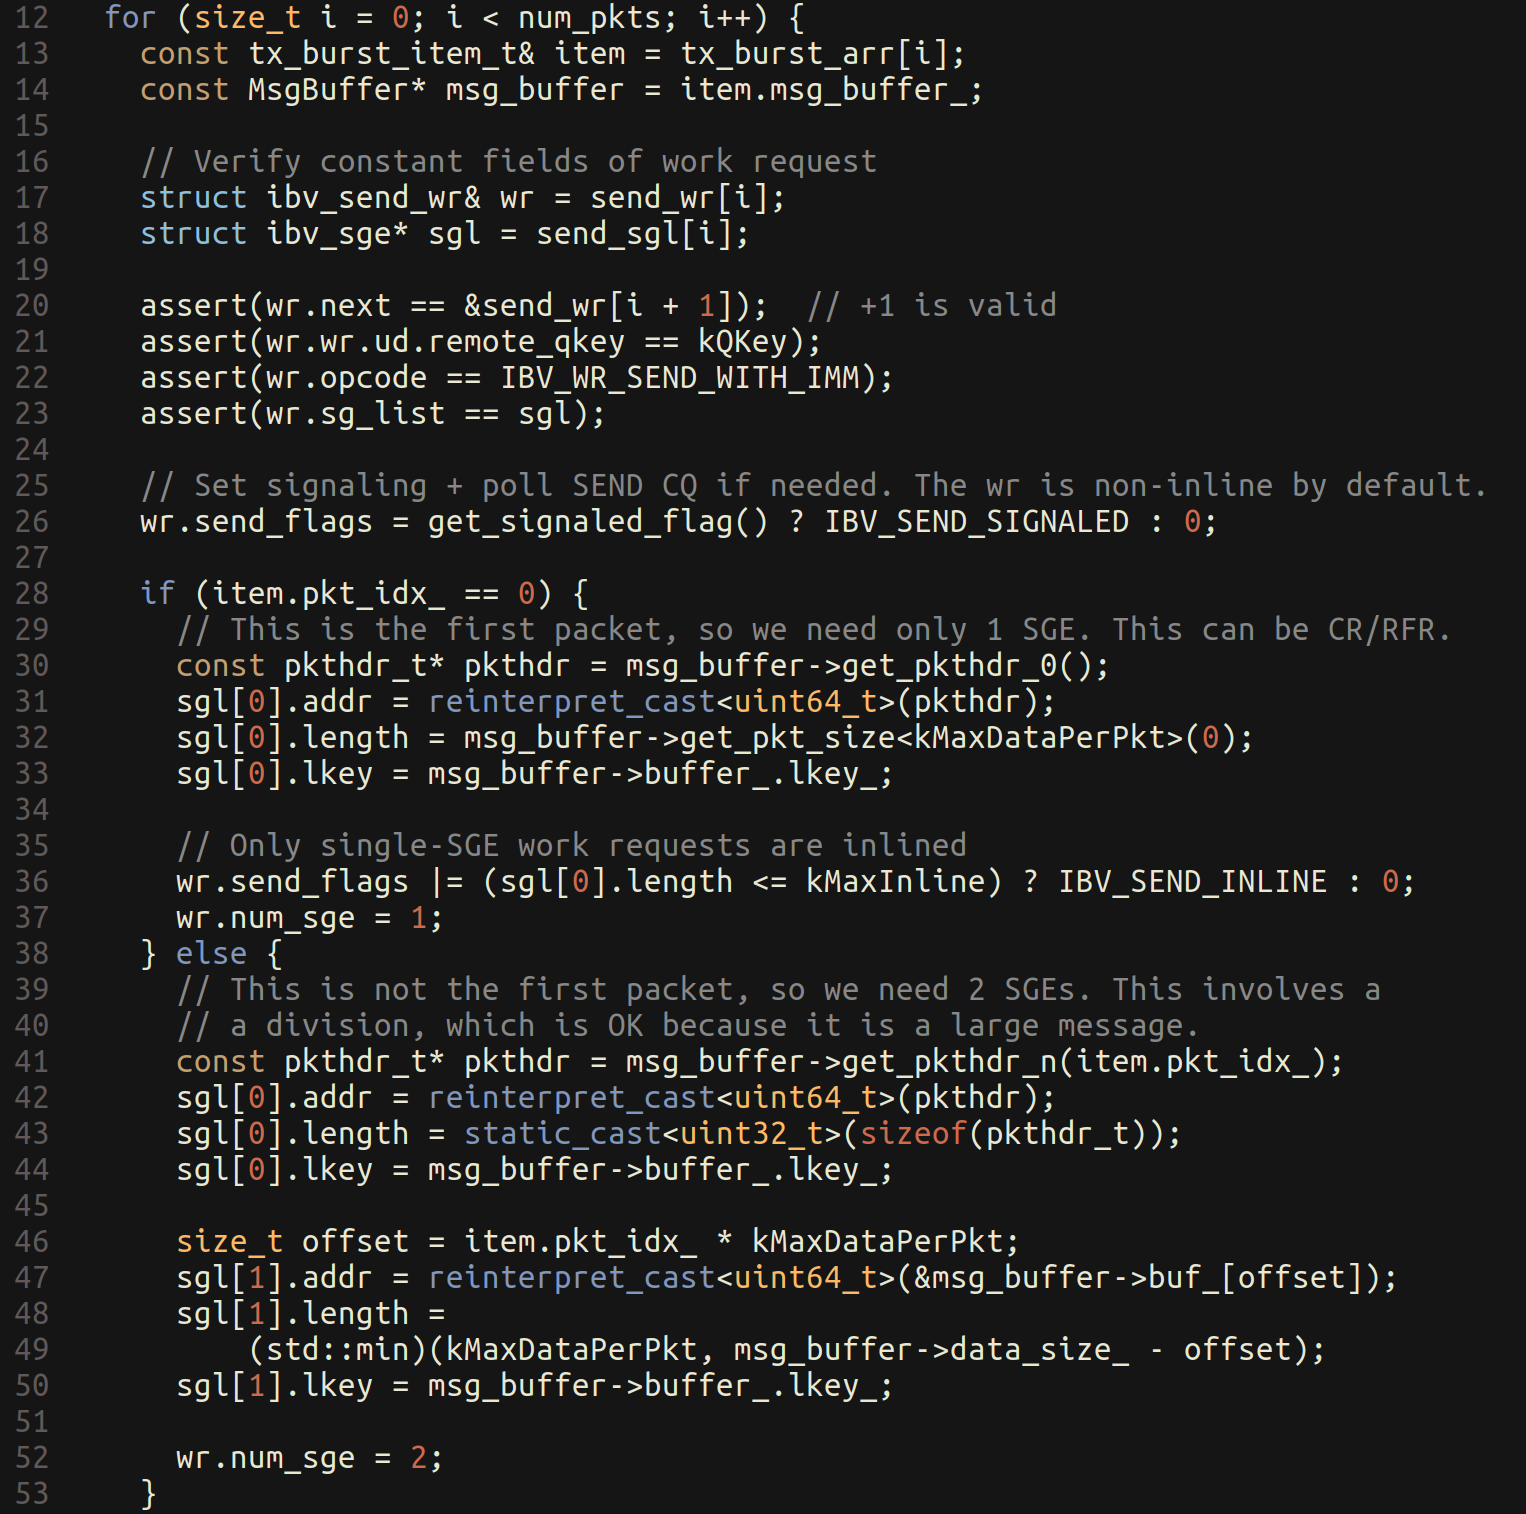 12   for (size_t i = 0; i < num_pkts; i++) {
13     const tx_burst_item_t& item = tx_burst_arr[i];
14     const MsgBuffer* msg_buffer = item.msg_buffer_;
15
16     // Verify constant fields of work request
17     struct ibv_send_wr& wr = send_wr[i];
18     struct ibv_sge* sgl = send_sgl[i];
19
20     assert(wr.next == &send_wr[i + 1]);  // +1 is valid
21     assert(wr.wr.ud.remote_qkey == kQKey);
22     assert(wr.opcode == IBV_WR_SEND_WITH_IMM);
23     assert(wr.sg_list == sgl);
24
25     // Set signaling + poll SEND CQ if needed. The wr is non-inline by default.
26     wr.send_flags = get_signaled_flag() ? IBV_SEND_SIGNALED : 0;
27
28     if (item.pkt_idx_ == 0) {
29       // This is the first packet, so we need only 1 SGE. This can be CR/RFR.
30       const pkthdr_t* pkthdr = msg_buffer->get_pkthdr_0();
31       sgl[0].addr = reinterpret_cast<uint64_t>(pkthdr);
32       sgl[0].length = msg_buffer->get_pkt_size<kMaxDataPerPkt>(0);
33       sgl[0].lkey = msg_buffer->buffer_.lkey_;
34
35       // Only single-SGE work requests are inlined
36       wr.send_flags |= (sgl[0].length <= kMaxInline) ? IBV_SEND_INLINE : 0;
37       wr.num_sge = 1;
38     } else {
39       // This is not the first packet, so we need 2 SGEs. This involves a
40       // a division, which is OK because it is a large message.
41       const pkthdr_t* pkthdr = msg_buffer->get_pkthdr_n(item.pkt_idx_);
42       sgl[0].addr = reinterpret_cast<uint64_t>(pkthdr);
43       sgl[0].length = static_cast<uint32_t>(sizeof(pkthdr_t));
44       sgl[0].lkey = msg_buffer->buffer_.lkey_;
45
46       size_t offset = item.pkt_idx_ * kMaxDataPerPkt;
47       sgl[1].addr = reinterpret_cast<uint64_t>(&msg_buffer->buf_[offset]);
48       sgl[1].length =
49           (std::min)(kMaxDataPerPkt, msg_buffer->data_size_ - offset);
50       sgl[1].lkey = msg_buffer->buffer_.lkey_;
51
52       wr.num_sge = 2;
53     }